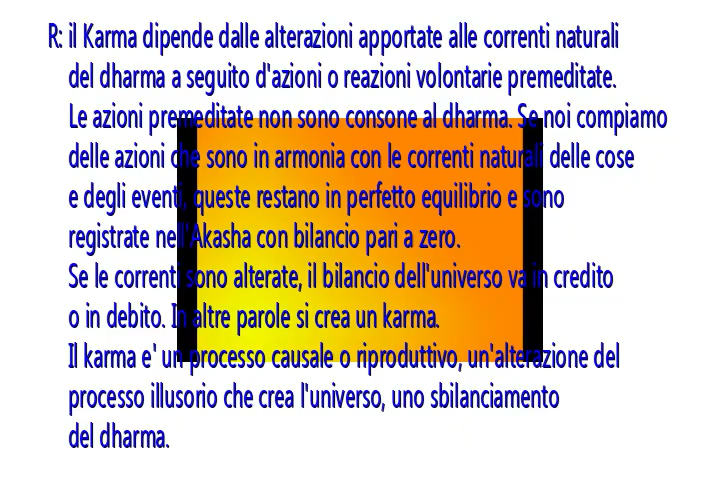 R: il Karma dipende dalle alterazioni apportate alle correnti naturali
del dharma a seguito d'azioni o reazioni volontarie premeditate.
Le azioni premeditate non sono consone al dharma. Se noi compiamo
delle azioni che sono in armonia con le correnti naturali delle cose
e degli eventi, queste restano in perfetto equilibrio e sono
registrate nell'Akasha con bilancio pari a zero.
Se le correnti sono alterate, il bilancio dell'universo va in credito
o in debito. In altre parole si crea un karma.
Il karma e' un processo causale o riproduttivo, un'alterazione del
processo illusorio che crea l'universo, uno sbilanciamento
del dharma.